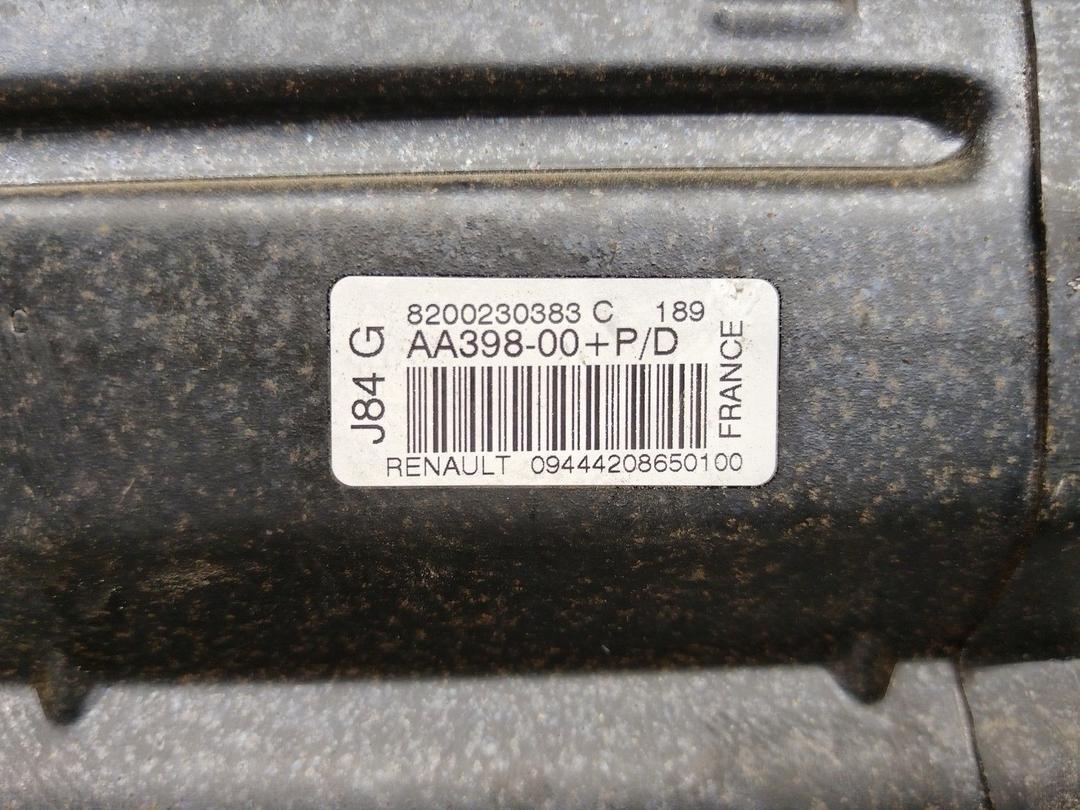 8200230383 C 189
AA398-00+P/D
J84 G
FRANCE
RENAULT 09444208650100